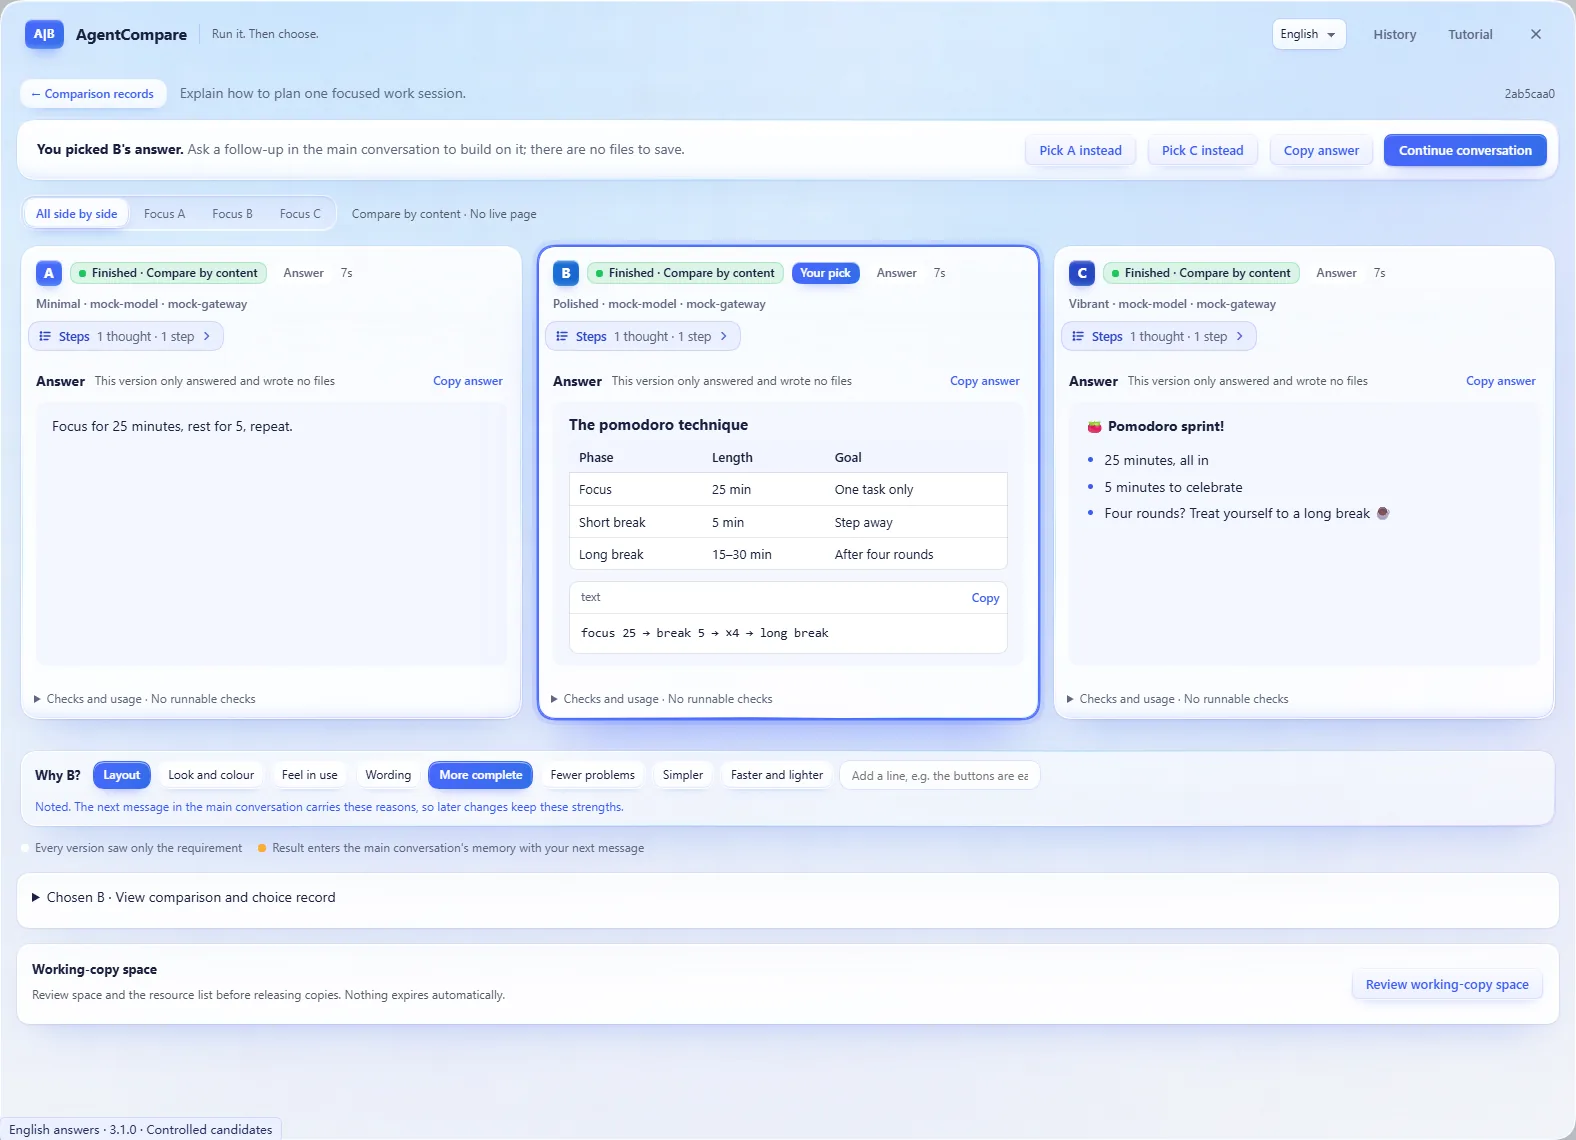 A|B AgentCompare Run it. Then choose. English History Tutorial
← Comparison records Explain how to plan one focused work session. 2ab5caa0
You picked B's answer. Ask a follow-up in the main conversation to build on it; there are no files to save. Pick A instead Pick C instead Copy answer Continue conversation
All side by side Focus A Focus B Focus C Compare by content · No live page
A Finished · Compare by content Answer 7s
Minimal · mock-model · mock-gateway
Steps 1 thought · 1 step
Answer This version only answered and wrote no files Copy answer
Focus for 25 minutes, rest for 5, repeat.
Checks and usage · No runnable checks
B Finished · Compare by content Your pick Answer 7s
Polished · mock-model · mock-gateway
Steps 1 thought · 1 step
Answer This version only answered and wrote no files Copy answer
The pomodoro technique
Phase Length Goal
Focus 25 min One task only
Short break 5 min Step away
Long break 15–30 min After four rounds
text Copy
focus 25 → break 5 → ×4 → long break
Checks and usage · No runnable checks
C Finished · Compare by content Answer 7s
Vibrant · mock-model · mock-gateway
Steps 1 thought · 1 step
Answer This version only answered and wrote no files Copy answer
🍅 Pomodoro sprint!
25 minutes, all in
5 minutes to celebrate
Four rounds? Treat yourself to a long break
Checks and usage · No runnable checks
Why B? Layout Look and colour Feel in use Wording More complete Fewer problems Simpler Faster and lighter Add a line, e.g. the buttons are ea
Noted. The next message in the main conversation carries these reasons, so later changes keep these strengths.
Every version saw only the requirement Result enters the main conversation's memory with your next message
Chosen B · View comparison and choice record
Working-copy space
Review space and the resource list before releasing copies. Nothing expires automatically. Review working-copy space
English answers · 3.1.0 · Controlled candidates